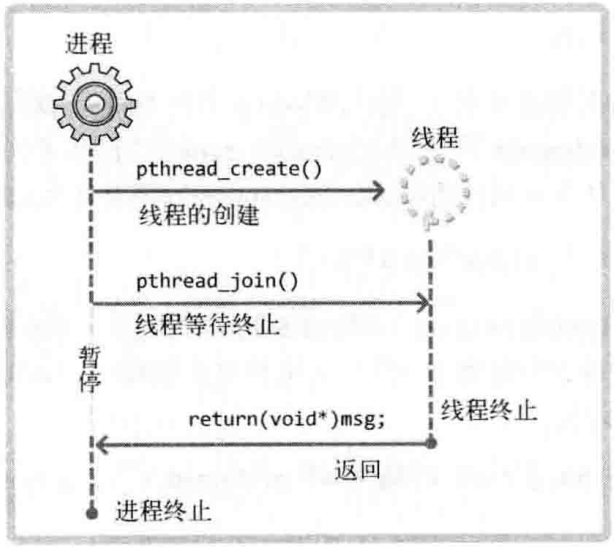 进程
线程
pthread_create()
线程的创建
pthread_join()
线程等待终止
暂停
return(void*)msg;
线程终止
返回
进程终止